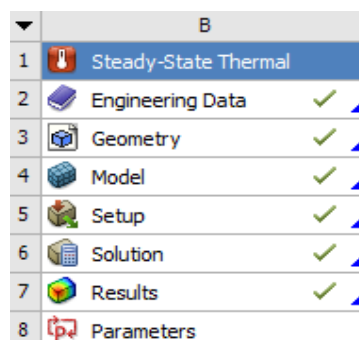 B
1 Steady-State Thermal
2 Engineering Data
3 Geometry
4 Model
5 Setup
6 Solution
7 Results
8 Parameters